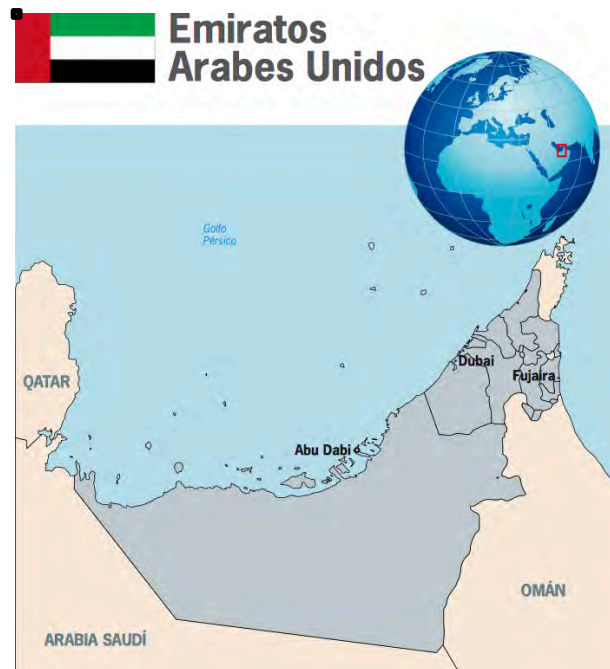 Emiratos
Arabes Unidos
Golfo
Pérsico
Dubai
QATAR
Fujaira
Abu Dabi
OMÁN
ARABIA SAUDÍ